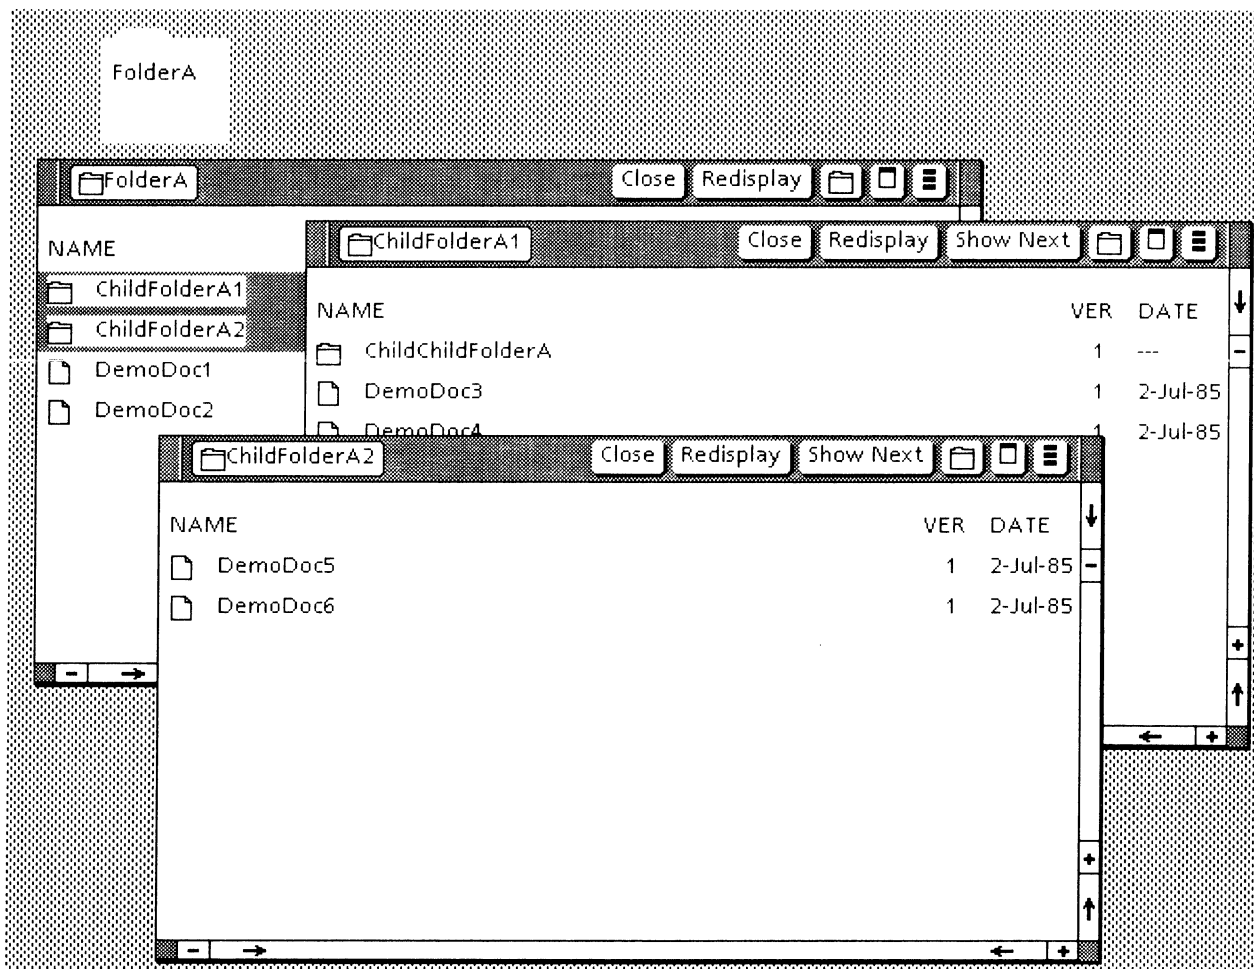 FolderA
FolderA Close Redisplay
NAME
ChildFolderA1
ChildFolderA2
DemoDoc1
DemoDoc2
ChildFolderA1 Close Redisplay Show Next
NAME VER DATE
ChildChildFolderA 1 ---
DemoDoc3 1 2-Jul-85
DemoDoc4 1 2-Jul-85
ChildFolderA2 Close Redisplay Show Next
NAME VER DATE
DemoDoc5 1 2-Jul-85
DemoDoc6 1 2-Jul-85